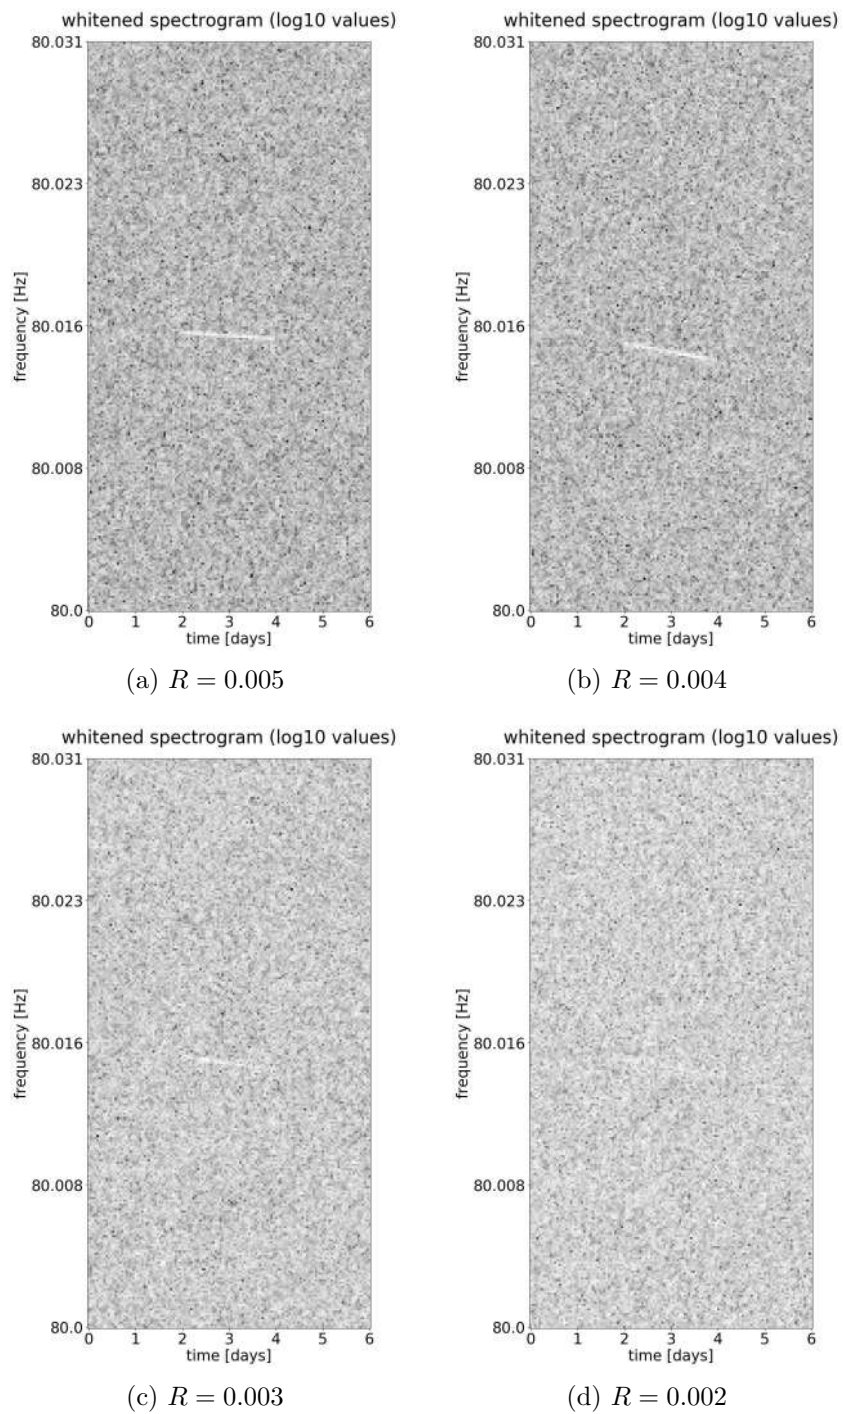 whitened spectrogram (log10 values)
80.031
80.023
80.016
80.008
80.0
frequency [Hz]
0 1 2 3 4 5 6
time [days]
(a) R = 0.005
whitened spectrogram (log10 values)
80.031
80.023
80.016
80.008
80.0
frequency [Hz]
0 1 2 3 4 5 6
time [days]
(b) R = 0.004
whitened spectrogram (log10 values)
80.031
80.023
80.016
80.008
80.0
frequency [Hz]
0 1 2 3 4 5 6
time [days]
(c) R = 0.003
whitened spectrogram (log10 values)
80.031
80.023
80.016
80.008
80.0
frequency [Hz]
0 1 2 3 4 5 6
time [days]
(d) R = 0.002